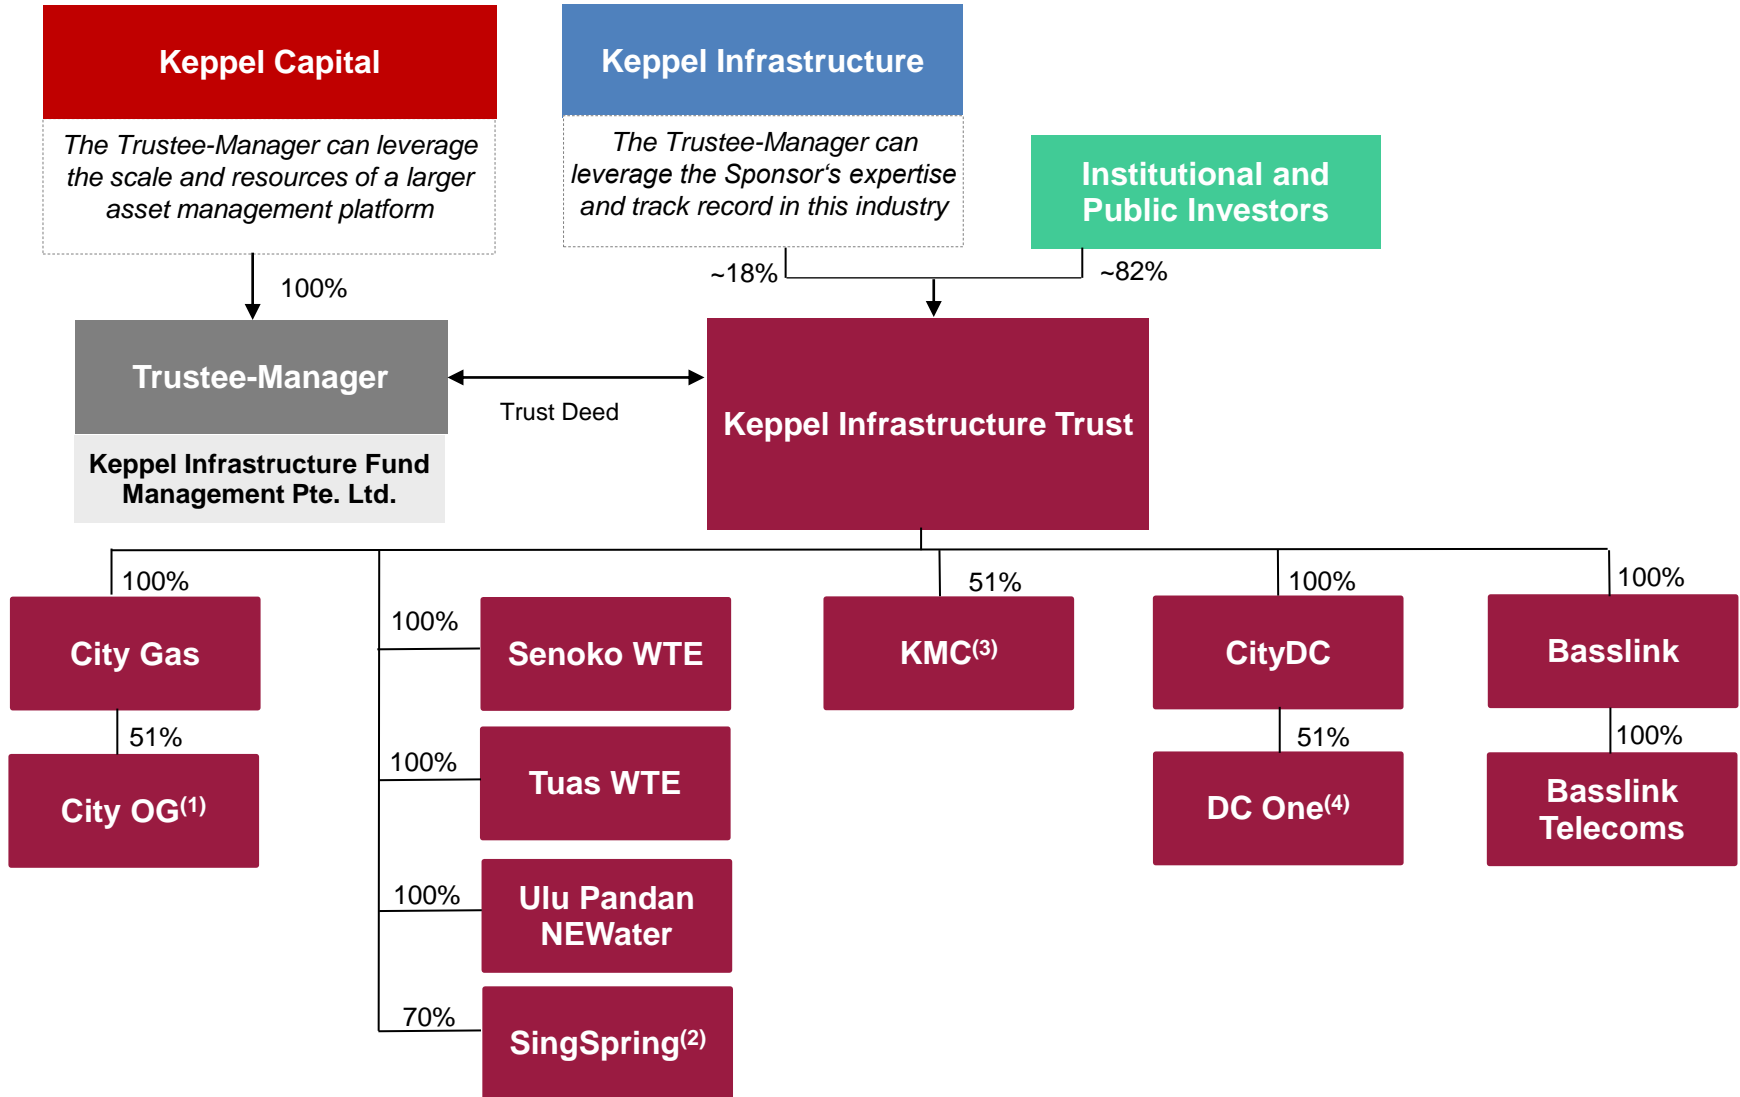 Keppel Capital
The Trustee-Manager can leverage
the scale and resources of a larger
asset management platform
Keppel Infrastructure
The Trustee-Manager can
leverage the Sponsor‘s expertise
and track record in this industry
Institutional and
Public Investors
100%
~18%
~82%
Trustee-Manager
Keppel Infrastructure Fund
Management Pte. Ltd.
Trust Deed
Keppel Infrastructure Trust
100%
City Gas
51%
City OG(1)
100%
Senoko WTE
100%
Tuas WTE
100%
Ulu Pandan
NEWater
70%
SingSpring(2)
51%
KMC(3)
100%
CityDC
51%
DC One(4)
100%
Basslink
100%
Basslink
Telecoms